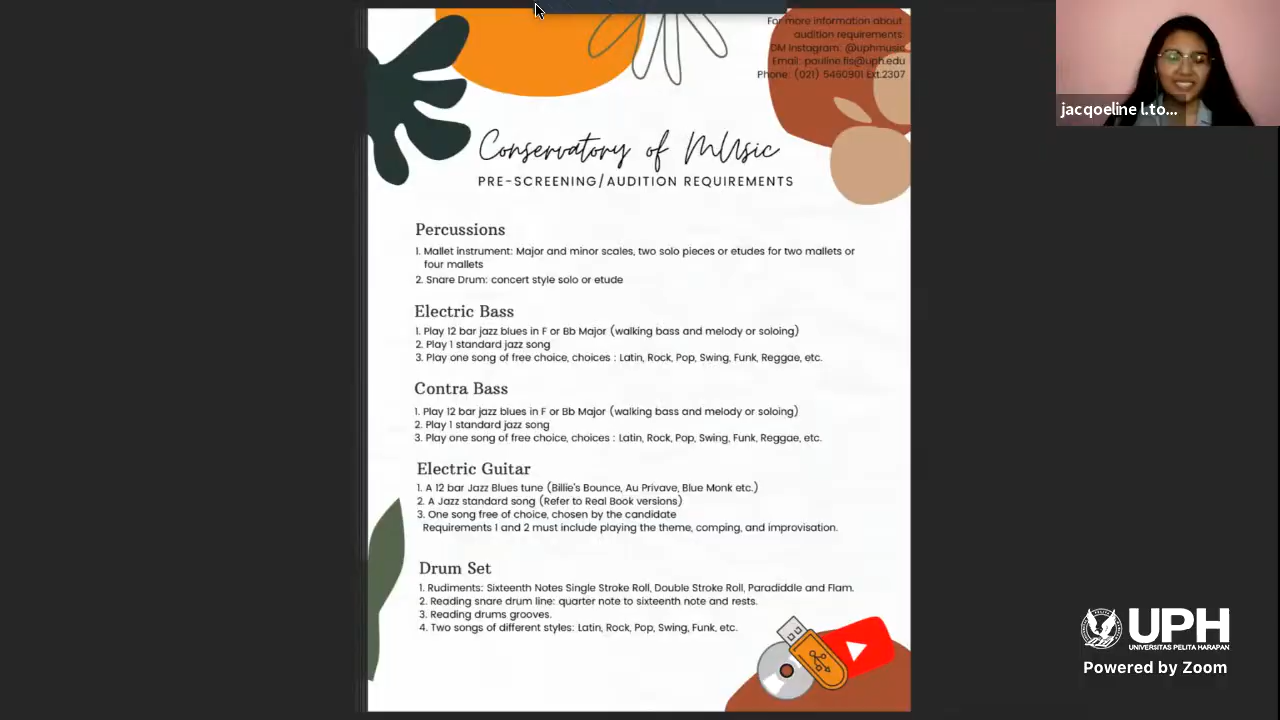 For more information about
audition requirements:
DM Instagram: @uphmusic
Email: pauline.fis@uph.edu
Phone: (021) 5460901 Ext.2307
jacqoeline l.to...
Conservatory of MUsic
PRE-SCREENING/AUDITION REQUIREMENTS
Percussions
1. Mallet instrument: Major and minor scales, two solo pieces or etudes for two mallets or
four mallets
2. Snare Drum: concert style solo or etude
Electric Bass
1. Play 12 bar jazz blues in F or Bb Major (walking bass and melody or soloing)
2. Play 1 standard jazz song
3. Play one song of free choice, choices : Latin, Rock, Pop, Swing, Funk, Reggae, etc.
Contra Bass
1. Play 12 bar jazz blues in F or Bb Major (walking bass and melody or soloing)
2. Play 1 standard jazz song
3. Play one song of free choice, choices : Latin, Rock, Pop, Swing, Funk, Reggae, etc.
Electric Guitar
1. A 12 bar Jazz Blues tune (Billie's Bounce, Au Privave, Blue Monk etc.)
2. A Jazz standard song (Refer to Real Book versions)
3. One song free of choice, chosen by the candidate
Requirements 1 and 2 must include playing the theme, comping, and improvisation.
Drum Set
1. Rudiments: Sixteenth Notes Single Stroke Roll, Double Stroke Roll, Paradiddle and Flam.
2. Reading snare drum line: quarter note to sixteenth note and rests.
3. Reading drums grooves.
4. Two songs of different styles: Latin, Rock, Pop, Swing, Funk, etc.
UPH
UNIVERSITAS PELITA HARAPAN
Powered by Zoom